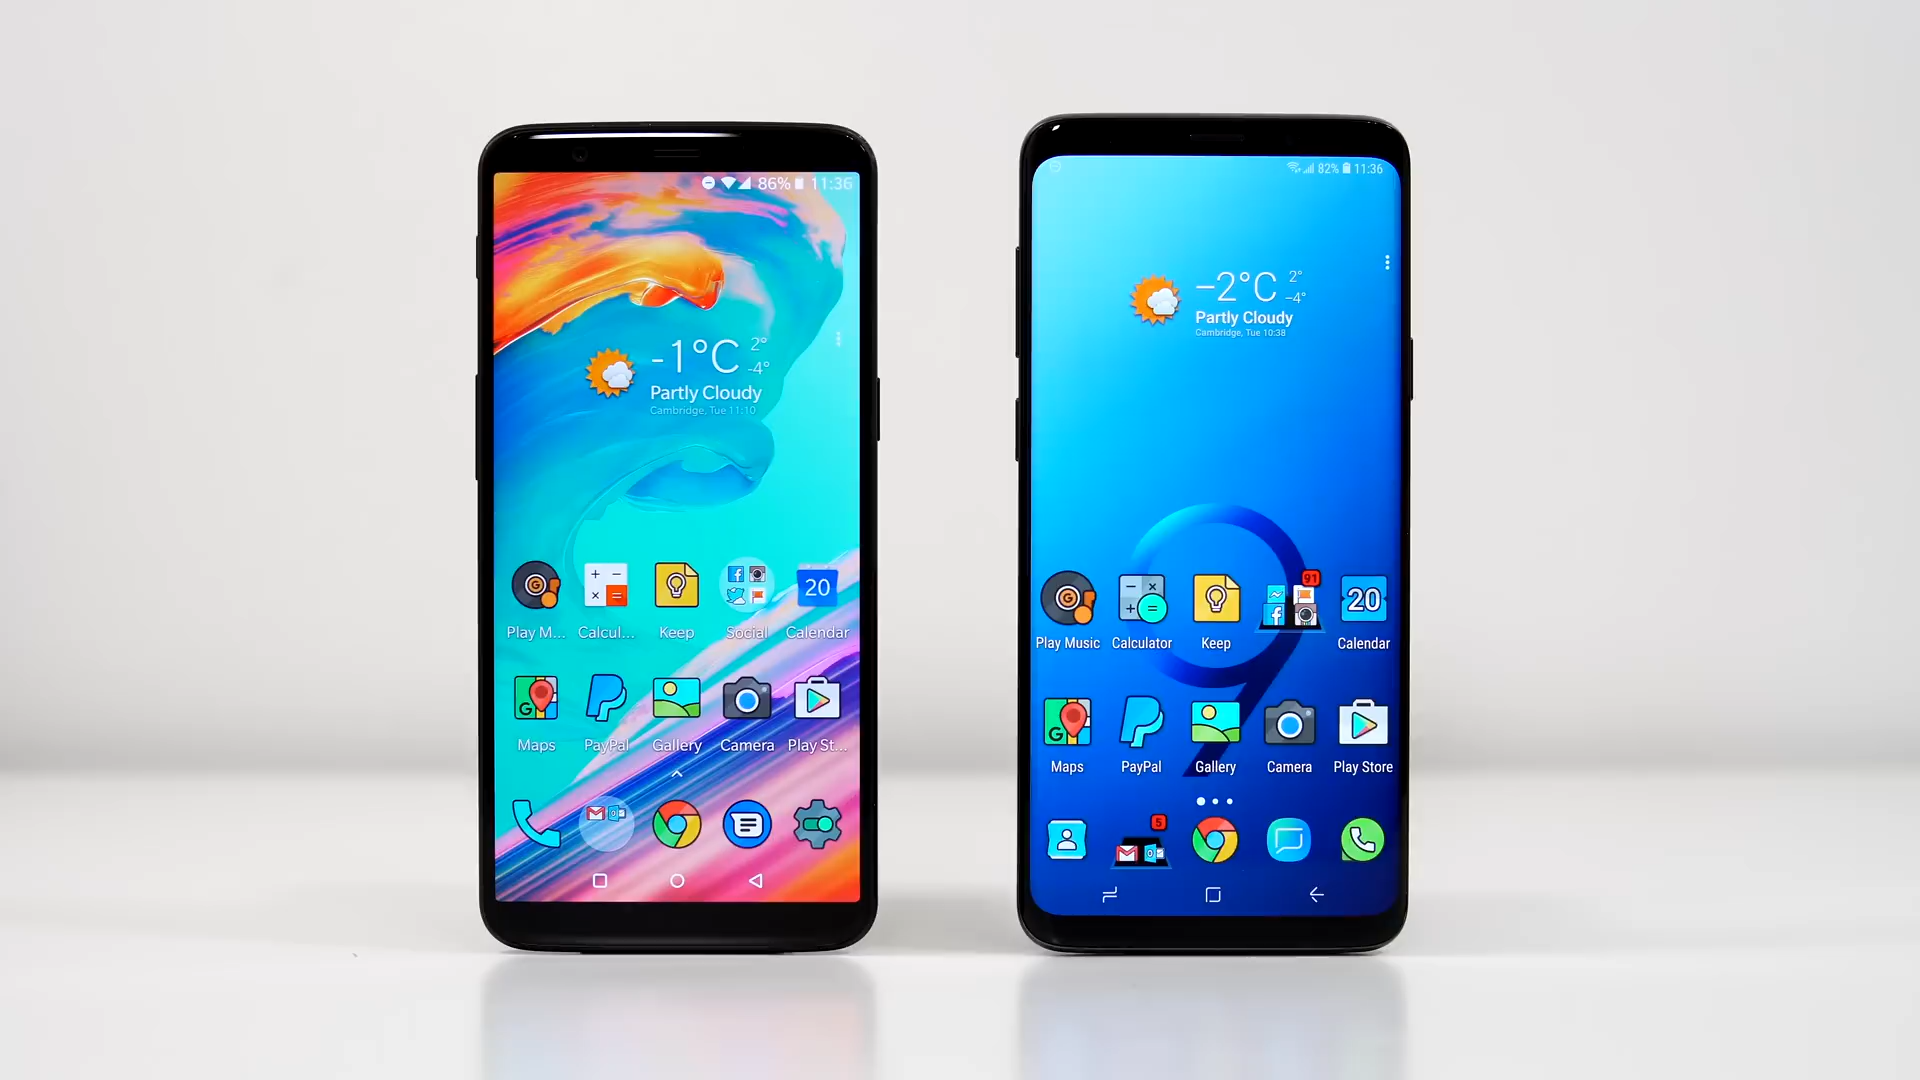 86% 11:36
-1°C 2°
-4°
Partly Cloudy
Cambridge, Tue 11:10
G
+ −
× =
f
20
Play M... Calcul... Keep Social Calendar
G
Maps PayPal Gallery Camera Play St...
82% 11:36
−2°C 2°
−4°
Partly Cloudy
Cambridge, Tue 10:38
91
G
− ×
+ =
f
20
Play Music Calculator Keep Calendar
9
G
Maps PayPal Gallery Camera Play Store
5